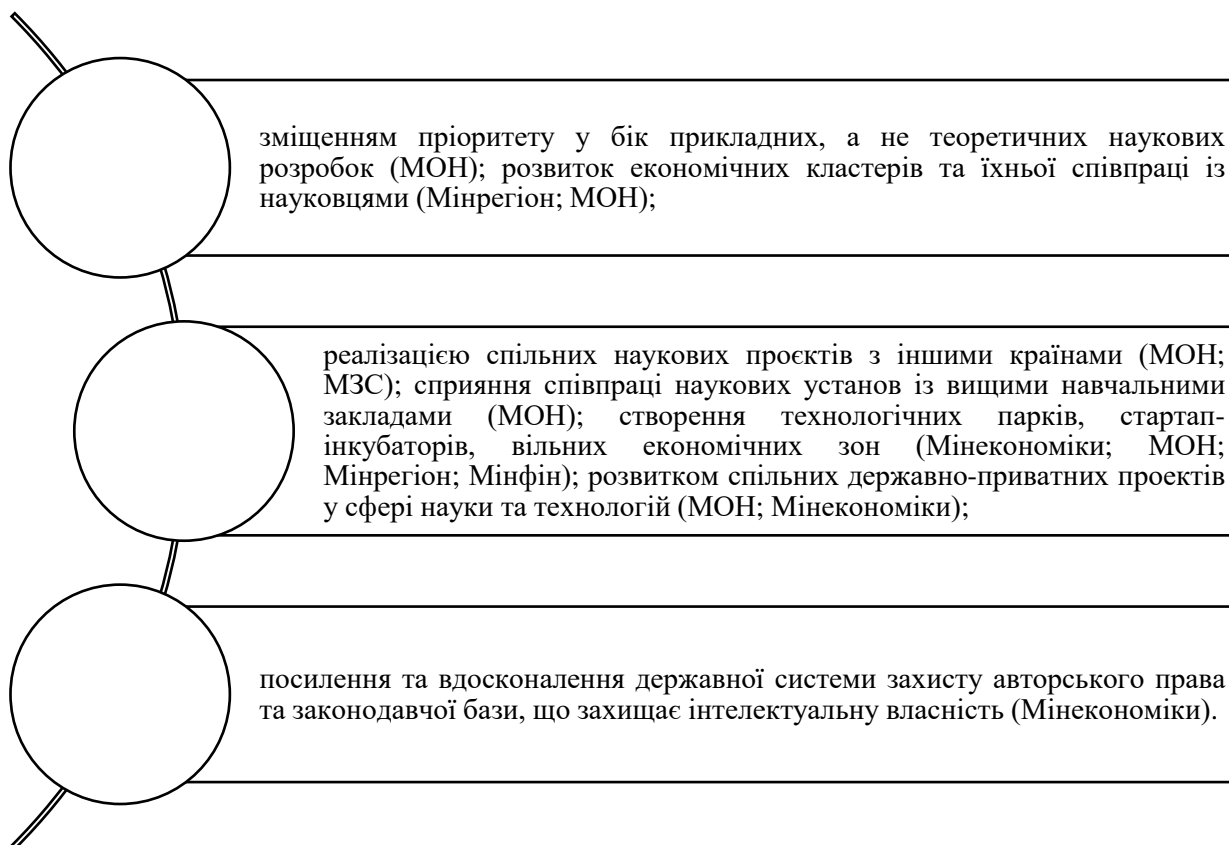 зміщенням пріоритету у бік прикладних, а не теоретичних наукових
розробок (МОН); розвиток економічних кластерів та їхньої співпраці із
науковцями (Мінрегіон; МОН);
реалізацією спільних наукових проєктів з іншими країнами (МОН;
МЗС); сприяння співпраці наукових установ із вищими навчальними
закладами (МОН); створення технологічних парків, стартап-
інкубаторів, вільних економічних зон (Мінекономіки; МОН;
Мінрегіон; Мінфін); розвитком спільних державно-приватних проектів
у сфері науки та технологій (МОН; Мінекономіки);
посилення та вдосконалення державної системи захисту авторського права
та законодавчої бази, що захищає інтелектуальну власність (Мінекономіки).